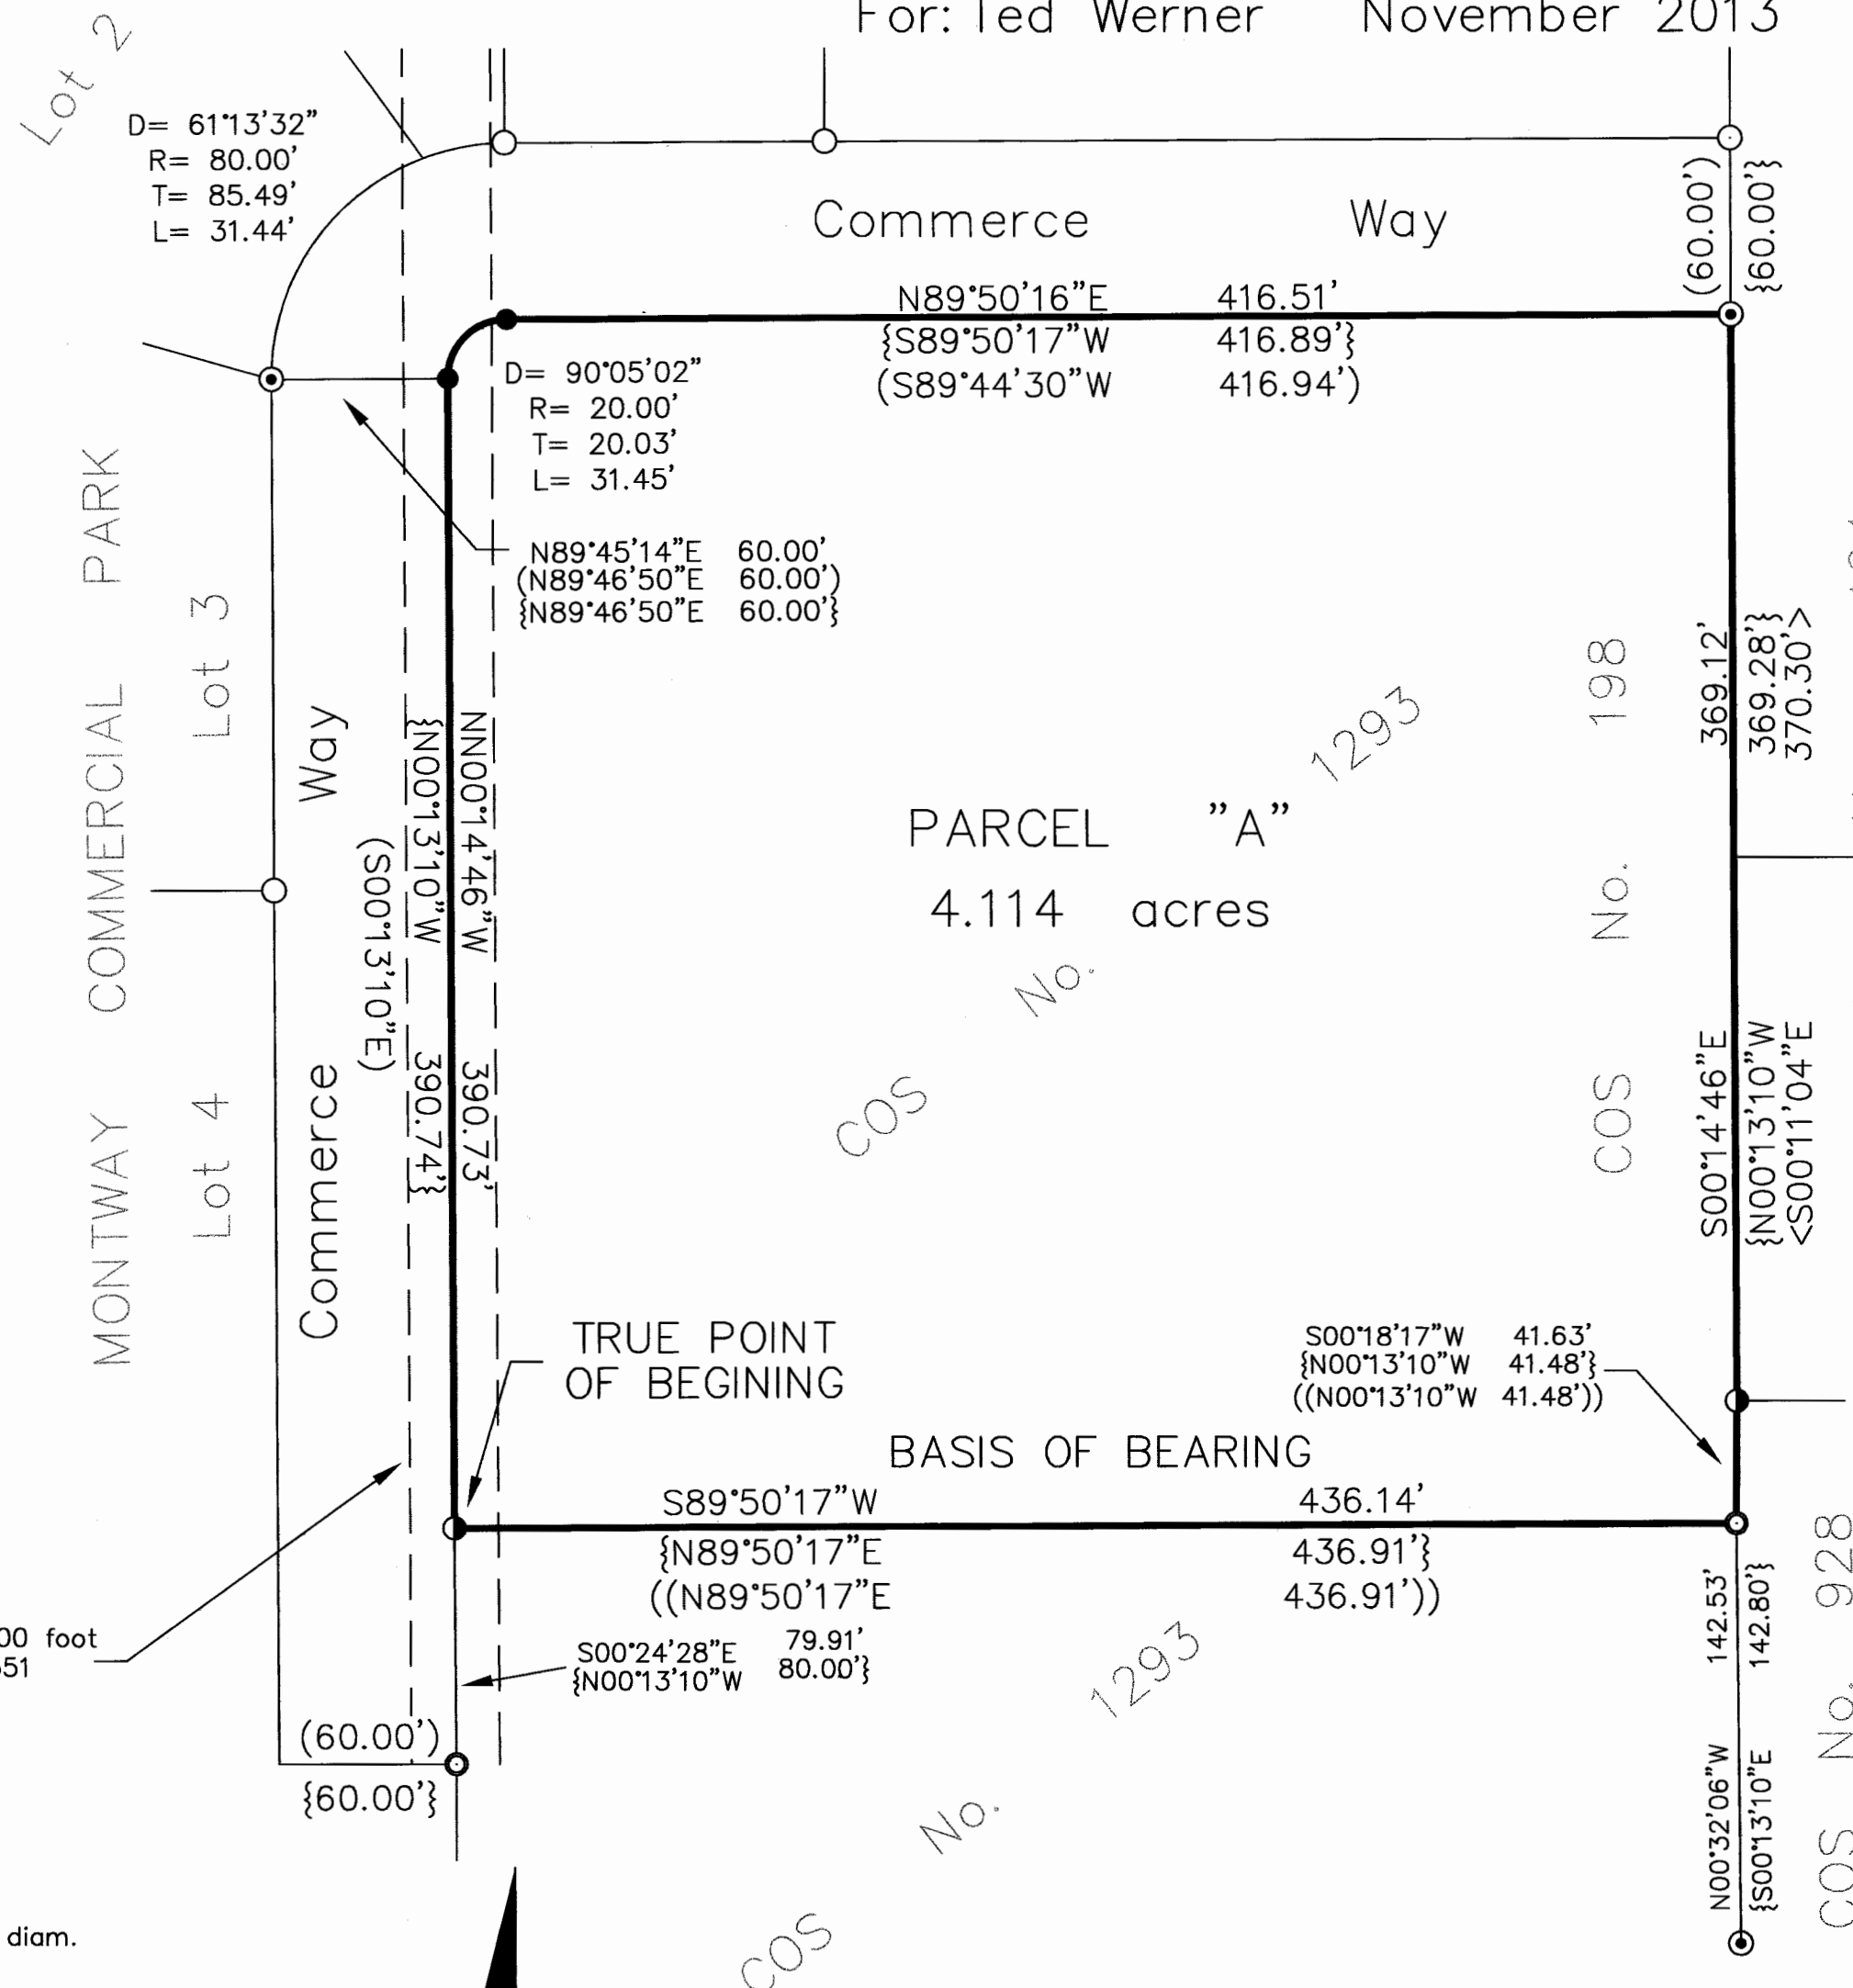 For: Ted Werner November 2013
Lot 2
D= 61°13'32"
R= 80.00'
T= 85.49'
L= 31.44'
Commerce Way
(60.00')
{60.00'}
N89°50'16"E 416.51'
{S89°50'17"W 416.89'}
(S89°44'30"W 416.94')
D= 90°05'02"
R= 20.00'
T= 20.03'
L= 31.45'
N89°45'14"E 60.00'
(N89°46'50"E 60.00')
{N89°46'50"E 60.00'}
MONTWAY COMMERCIAL PARK
Lot 3
Lot 4
Commerce Way
(S00°13'10"E)
{N00°13'10"W 390.74'}
NN00°14'46"W 390.73'
PARCEL "A"
4.114 acres
COS No. 1293
COS No. 198
S00°14'46"E 369.12'
{N00°13'10"W 369.28'}
<S00°11'04"E 370.30'>
TRUE POINT
OF BEGINING
S00°18'17"W 41.63'
{N00°13'10"W 41.48'}
((N00°13'10"W 41.48'))
BASIS OF BEARING
S89°50'17"W 436.14'
{N89°50'17"E 436.91'}
((N89°50'17"E 436.91'))
S00°24'28"E 79.91'
{N00°13'10"W 80.00'}
00 foot
51
(60.00')
{60.00'}
COS No. 1293
N00°32'06"W 142.53'
{S00°13'10"E 142.80'}
COS No. 928
diam.